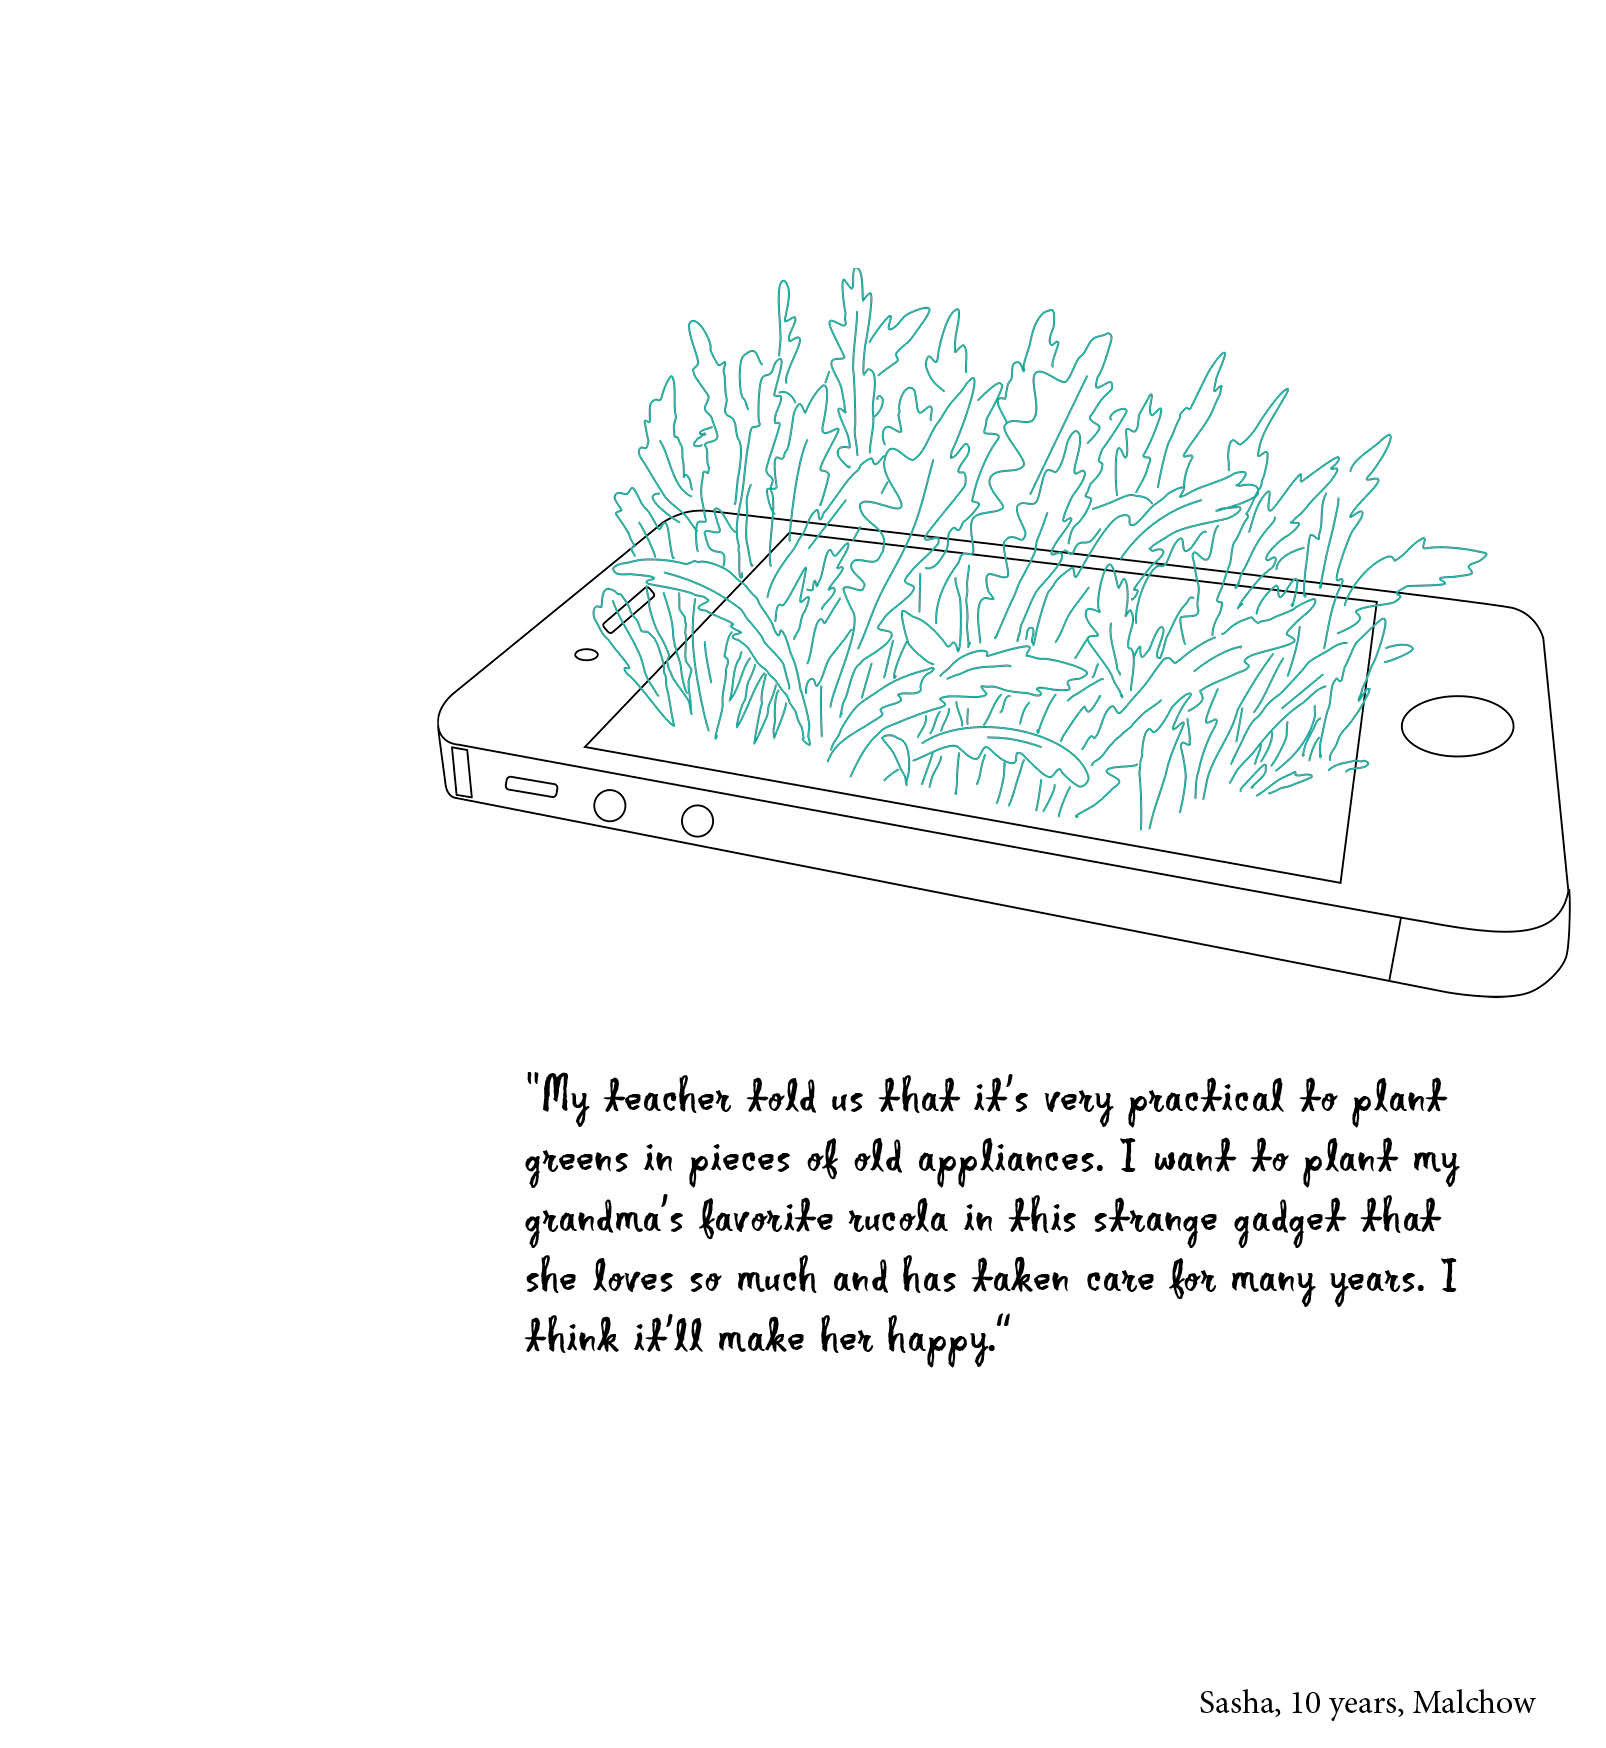 "My teacher told us that it's very practical to plant
greens in pieces of old appliances. I want to plant my
grandma's favorite rucola in this strange gadget that
she loves so much and has taken care for many years. I
think it'll make her happy.“
Sasha, 10 years, Malchow